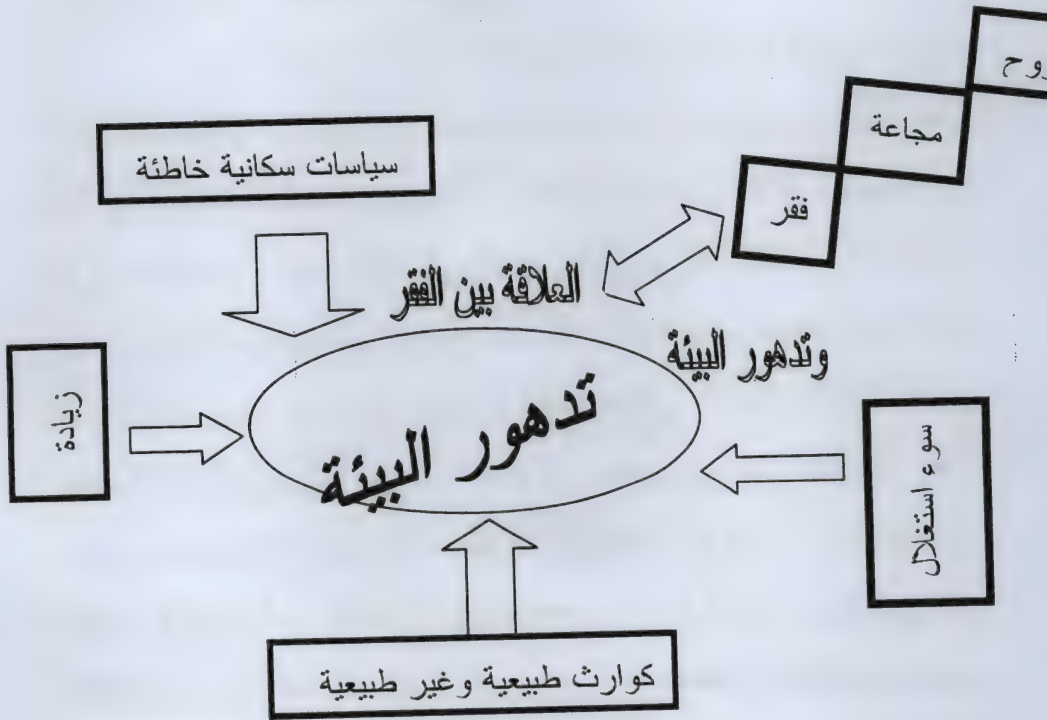 مجاعة
فقر
سياسات سكانية خاطئة
العلاقة بين الفقر
وتدهور البيئة
تدهور البيئة
زيادة
سوء استغلال
كوارث طبيعية وغير طبيعية